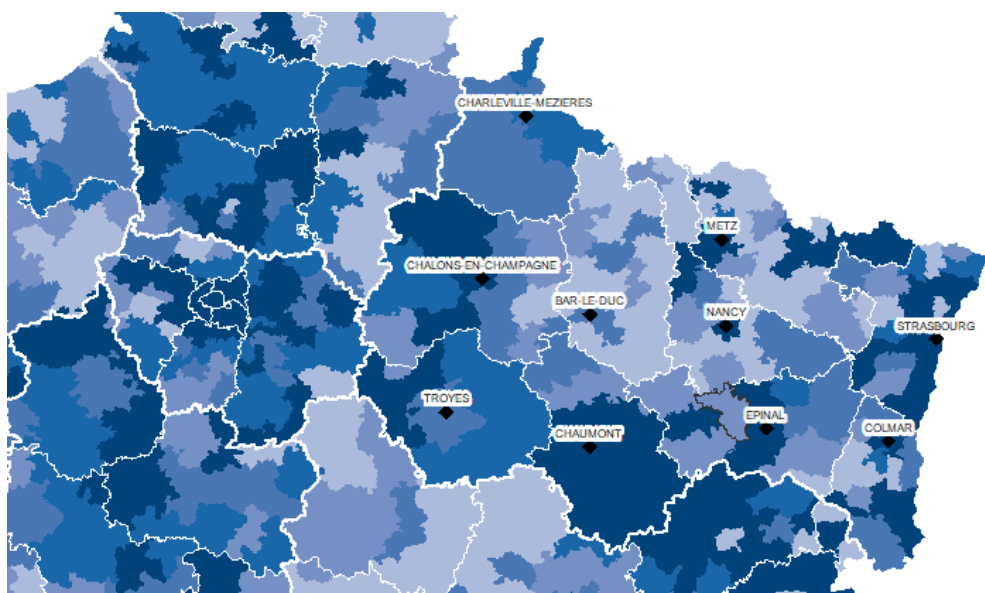 CHARLEVILLE-MEZIERES
METZ
CHALONS-EN-CHAMPAGNE
BAR-LE-DUC
NANCY
STRASBOURG
TROYES
EPINAL
CHAUMONT
COLMAR